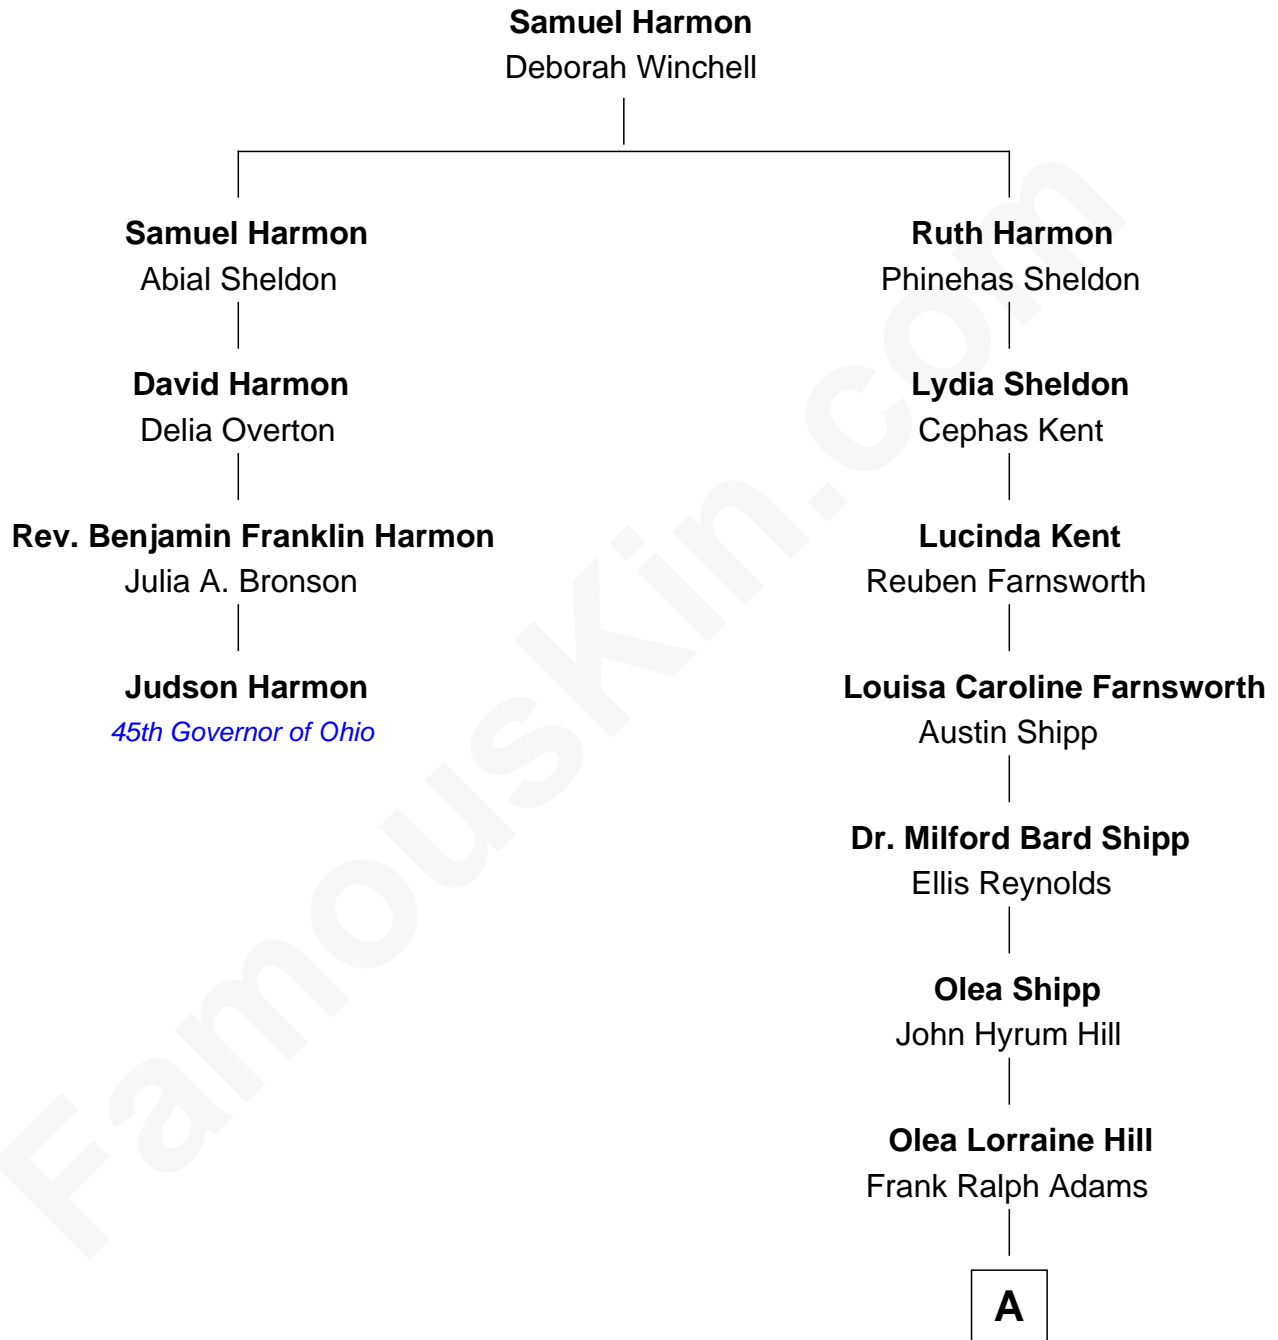 Samuel Harmon
Deborah Winchell
Samuel Harmon
Abial Sheldon
David Harmon
Delia Overton
Rev. Benjamin Franklin Harmon
Julia A. Bronson
Judson Harmon
45th Governor of Ohio
Ruth Harmon
Phinehas Sheldon
Lydia Sheldon
Cephas Kent
Lucinda Kent
Reuben Farnsworth
Louisa Caroline Farnsworth
Austin Shipp
Dr. Milford Bard Shipp
Ellis Reynolds
Olea Shipp
John Hyrum Hill
Olea Lorraine Hill
Frank Ralph Adams
A
FamousKin.com